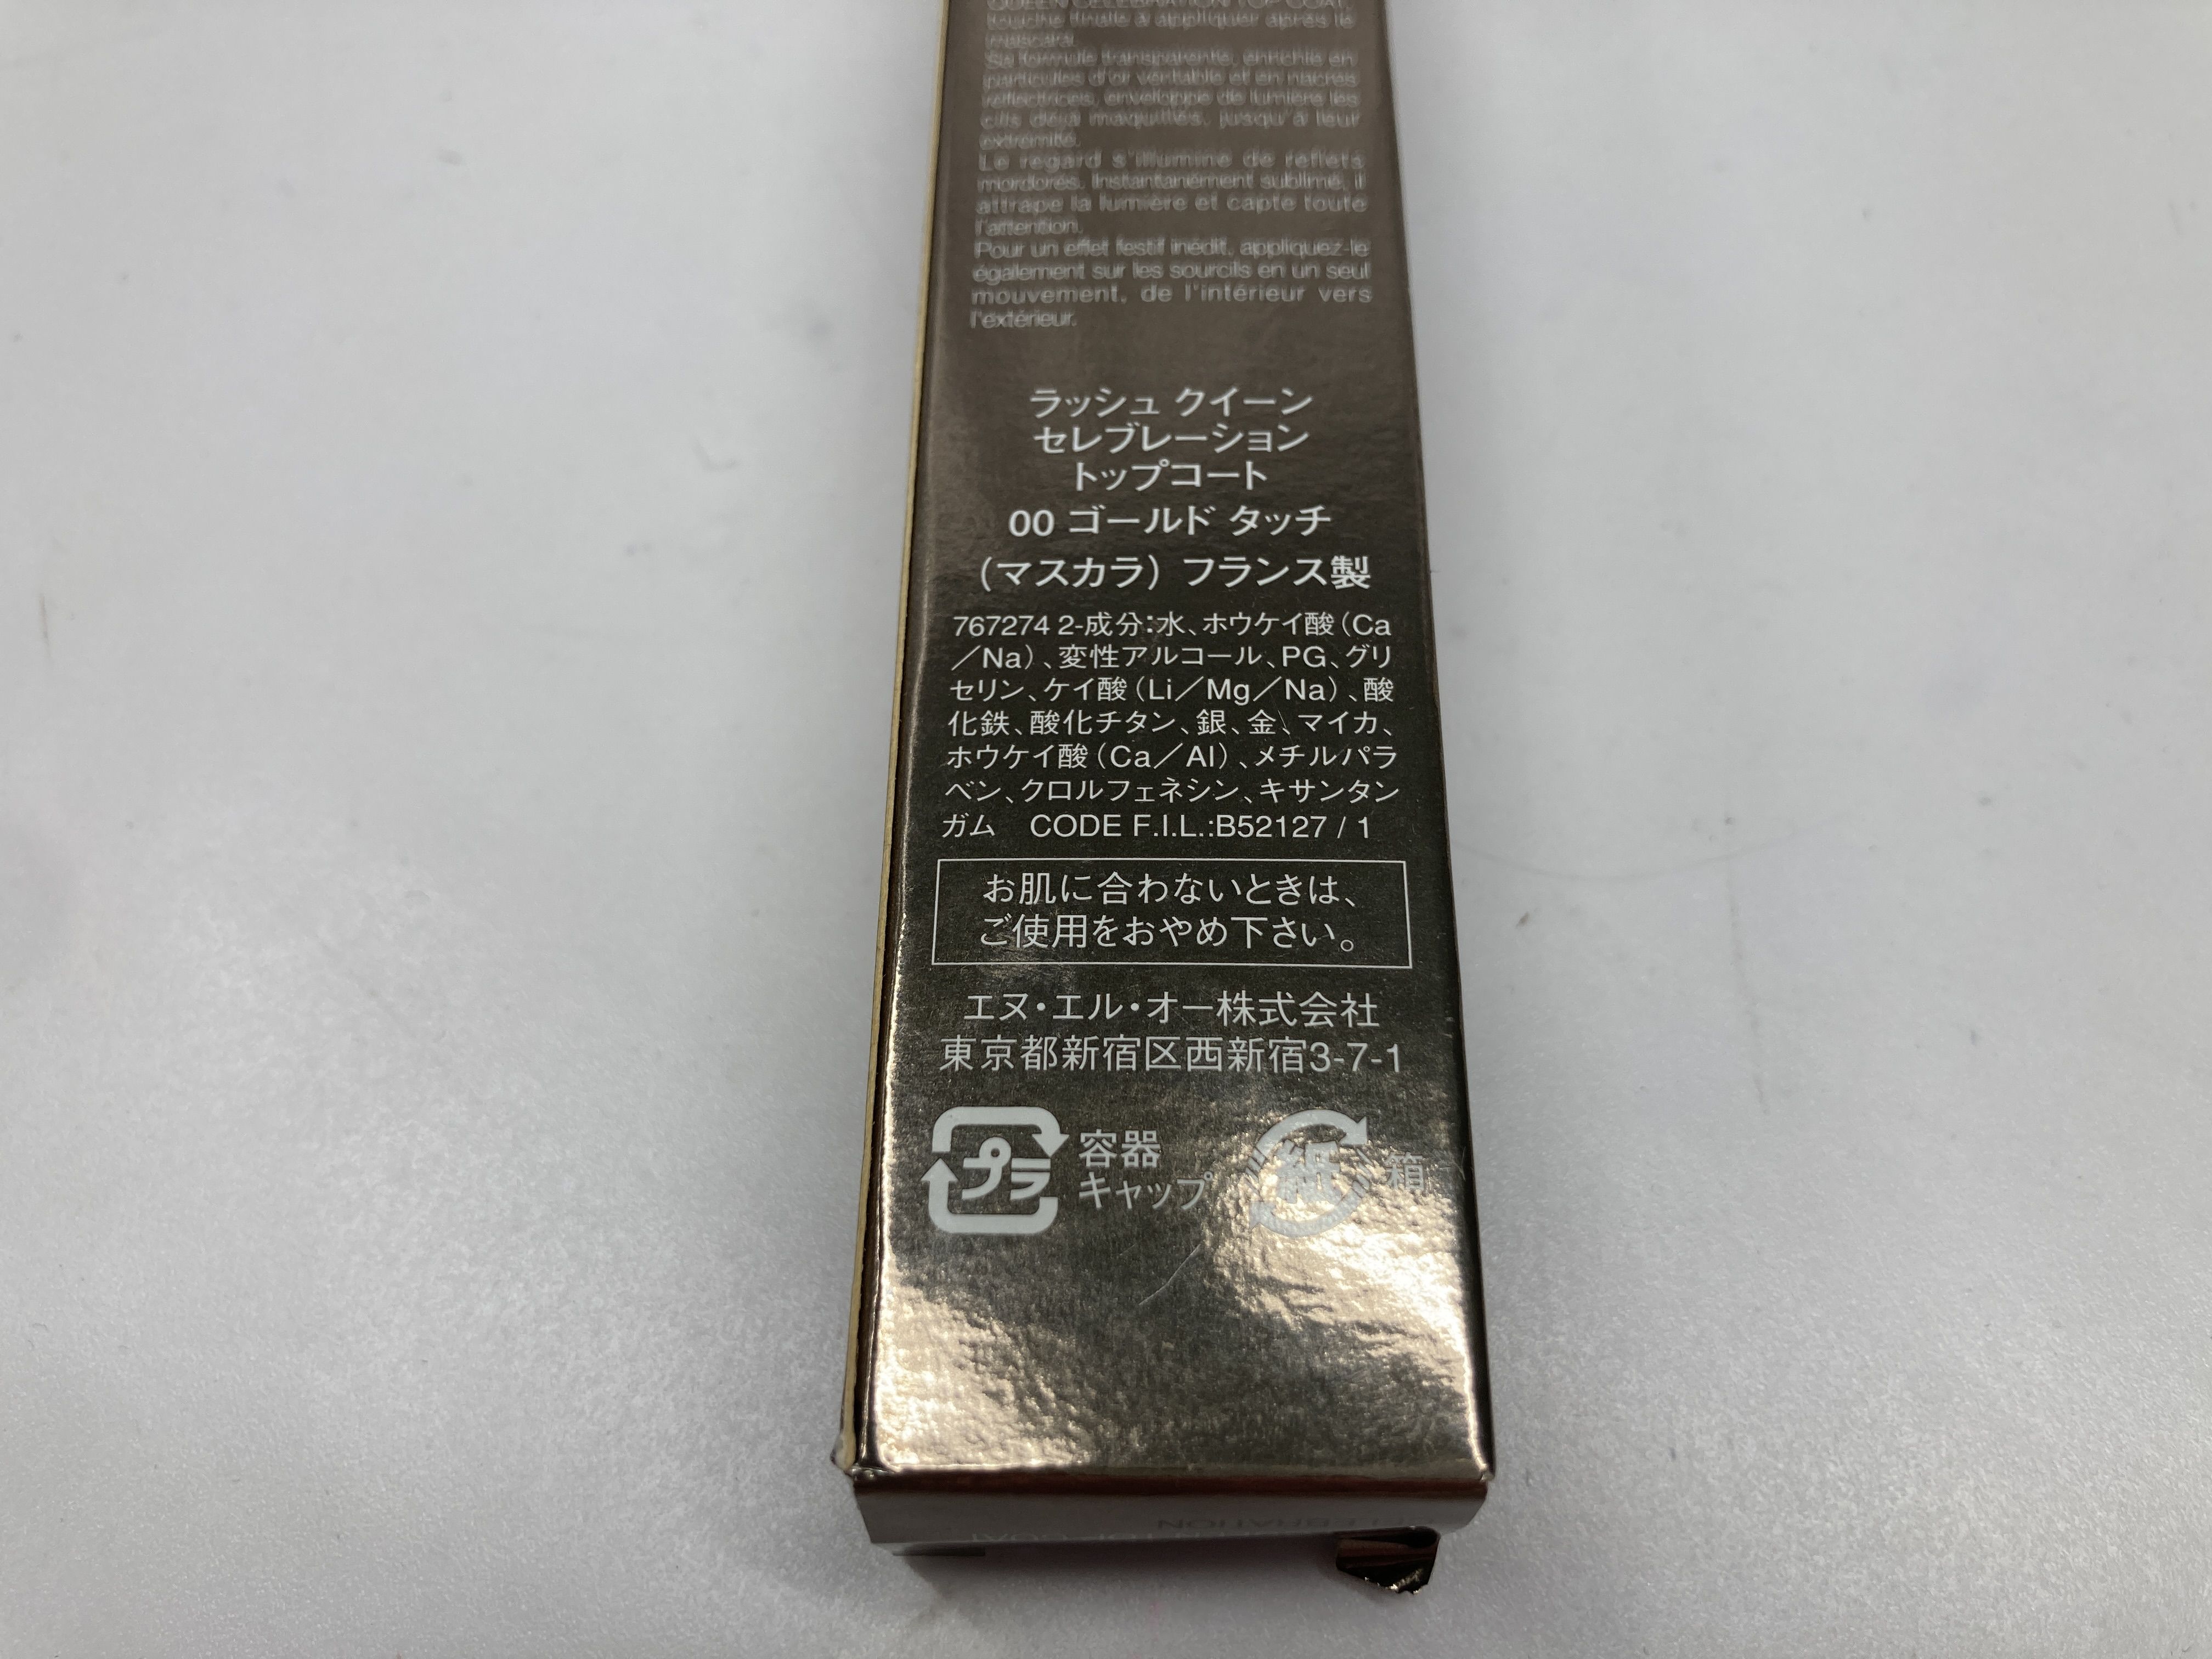 QUEEN CELEBRATION TOP COAT,
touche finale à appliquer après le
mascara.
Sa formule transparente, enrichie en
particules d'or véritable et en nacres
réflectrices, enveloppe de lumière les
cils déjà maquillés, jusqu'à leur
extrémité.
Le regard s'illumine de reflets
mordorés. Instantanément sublimé, il
attrape la lumière et capte toute
l'attention.
Pour un effet festif inédit, appliquez-le
également sur les sourcils en un seul
mouvement, de l'intérieur vers
l'extérieur.
ラッシュ クイーン
セレブレーション
トップコート
00 ゴールド タッチ
(マスカラ) フランス製
767274 2-成分:水、ホウケイ酸(Ca
/Na)、変性アルコール、PG、グリ
セリン、ケイ酸(Li/Mg/Na)、酸
化鉄、酸化チタン、銀、金、マイカ、
ホウケイ酸(Ca/Al)、メチルパラ
ベン、クロルフェネシン、キサンタン
ガム CODE F.I.L.:B52127 / 1
お肌に合わないときは、
ご使用をおやめ下さい。
エヌ・エル・オー株式会社
東京都新宿区西新宿3-7-1
プラ 容器 キャップ 紙 箱